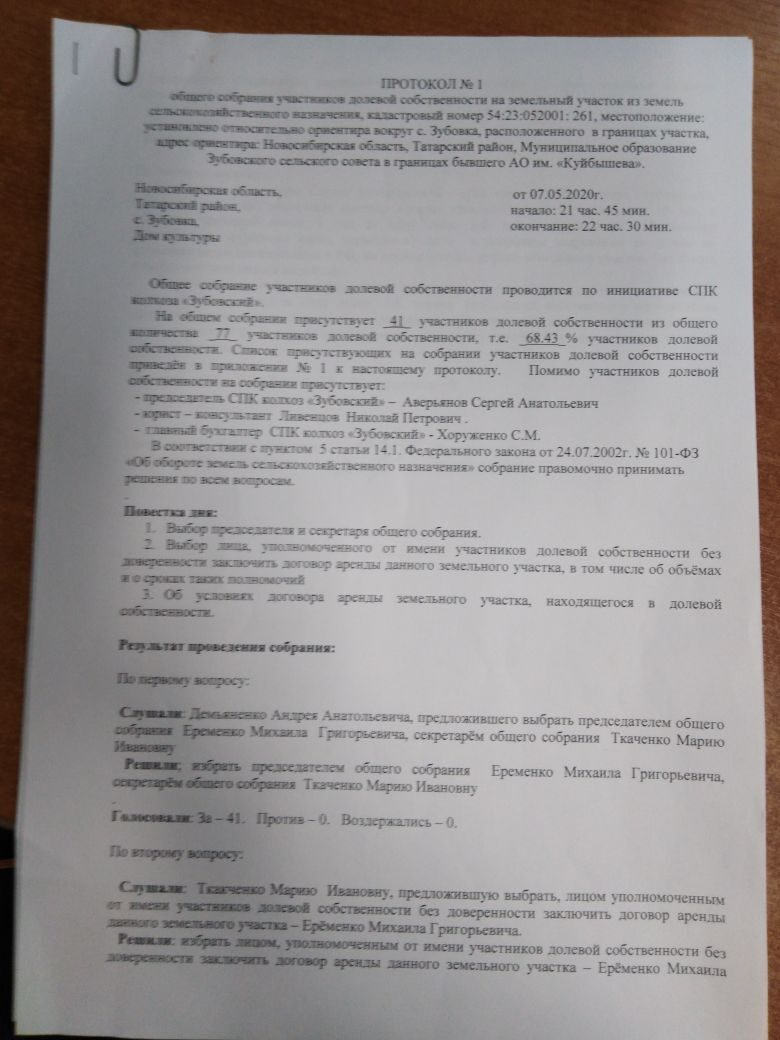 ПРОТОКОЛ № 1
общего собрания участников долевой собственности на земельный участок из земель
сельскохозяйственного назначения, кадастровый номер 54:23:052001: 261, местоположение:
установлено относительно ориентира вокруг с. Зубовка, расположенного в границах участка,
адрес ориентира: Новосибирская область, Татарский район, Муниципальное образование
Зубовского сельского совета в границах бывшего АО им. «Куйбышева».
Новосибирская область,
Татарский район,
с. Зубовка,
Дом культуры
от 07.05.2020г.
начало: 21 час. 45 мин.
окончание: 22 час. 30 мин.
Общее собрание участников долевой собственности проводится по инициативе СПК
колхоза «Зубовский».
На общем собрании присутствует _41_ участников долевой собственности из общего
количества _77_ участников долевой собственности, т.е. _68.43_% участников долевой
собственности. Список присутствующих на собрании участников долевой собственности
приведён в приложении № 1 к настоящему протоколу. Помимо участников долевой
собственности на собрании присутствует:
- председатель СПК колхоз «Зубовский» – Аверьянов Сергей Анатольевич
- юрист – консультант Ливенцов Николай Петрович .
- главный бухгалтер СПК колхоз «Зубовский» - Хоруженко С.М.
В соответствии с пунктом 5 статьи 14.1. Федерального закона от 24.07.2002г. № 101-ФЗ
«Об обороте земель сельскохозяйственного назначения» собрание правомочно принимать
решения по всем вопросам.
Повестка дня:
1. Выбор председателя и секретаря общего собрания.
2. Выбор лица, уполномоченного от имени участников долевой собственности без
доверенности заключить договор аренды данного земельного участка, в том числе об объёмах
и о сроках таких полномочий
3. Об условиях договора аренды земельного участка, находящегося в долевой
собственности.
Результат проведения собрания:
По первому вопросу:
Слушали: Демьяненко Андрея Анатольевича, предложившего выбрать председателем общего
собрания Еременко Михаила Григорьевича, секретарём общего собрания Ткаченко Марию
Ивановну
Решили; избрать председателем общего собрания Еременко Михаила Григорьевича,
секретарём общего собрания Ткаченко Марию Ивановну
Голосовали: За – 41. Против – 0. Воздержались – 0.
По второму вопросу:
Слушали: Ткакченко Марию Ивановну, предложившую выбрать, лицом уполномоченным
от имени участников долевой собственности без доверенности заключить договор аренды
данного земельного участка – Ерёменко Михаила Григорьевича.
Решили: избрать лицом, уполномоченным от имени участников долевой собственности без
доверенности заключить договор аренды данного земельного участка – Ерёменко Михаила